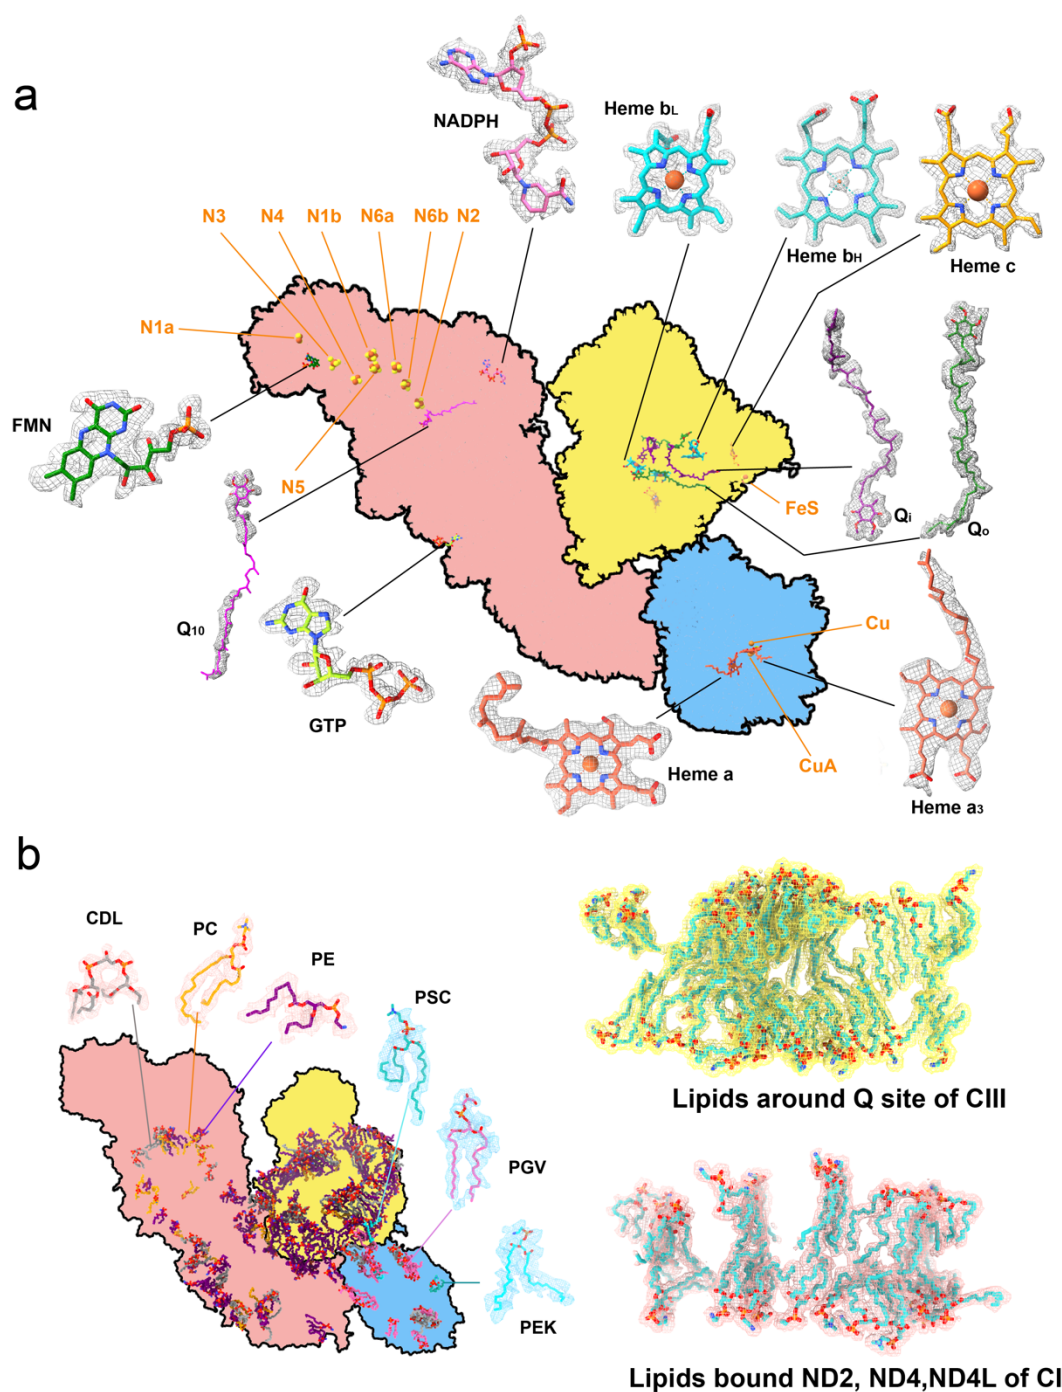 a
NADPH
Heme bL
Heme bH
Heme c
N3
N4
N1b
N6a
N6b
N2
N1a
FMN
N5
FeS
Qi
Qo
Q10
GTP
Cu
Heme a
CuA
Heme a3
b
CDL
PC
PE
PSC
PGV
PEK
Lipids around Q site of CIII
Lipids bound ND2, ND4,ND4L of CI